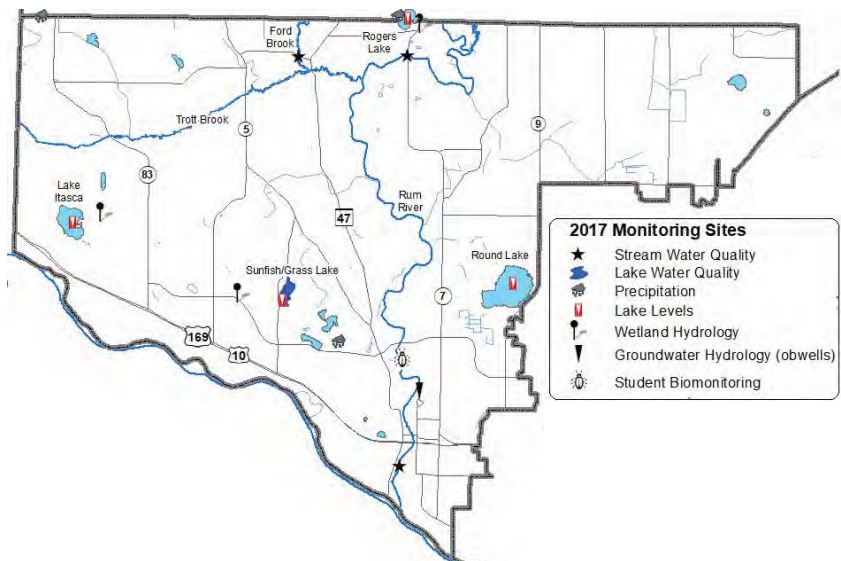 Ford
Brook
Rogers
Lake
Trott Brook
5
9
83
Lake
Itasca
Rum
River
47
Sunfish/Grass Lake
Round Lake
7
169
10
2017 Monitoring Sites
Stream Water Quality
Lake Water Quality
Precipitation
Lake Levels
Wetland Hydrology
Groundwater Hydrology (obwells)
Student Biomonitoring